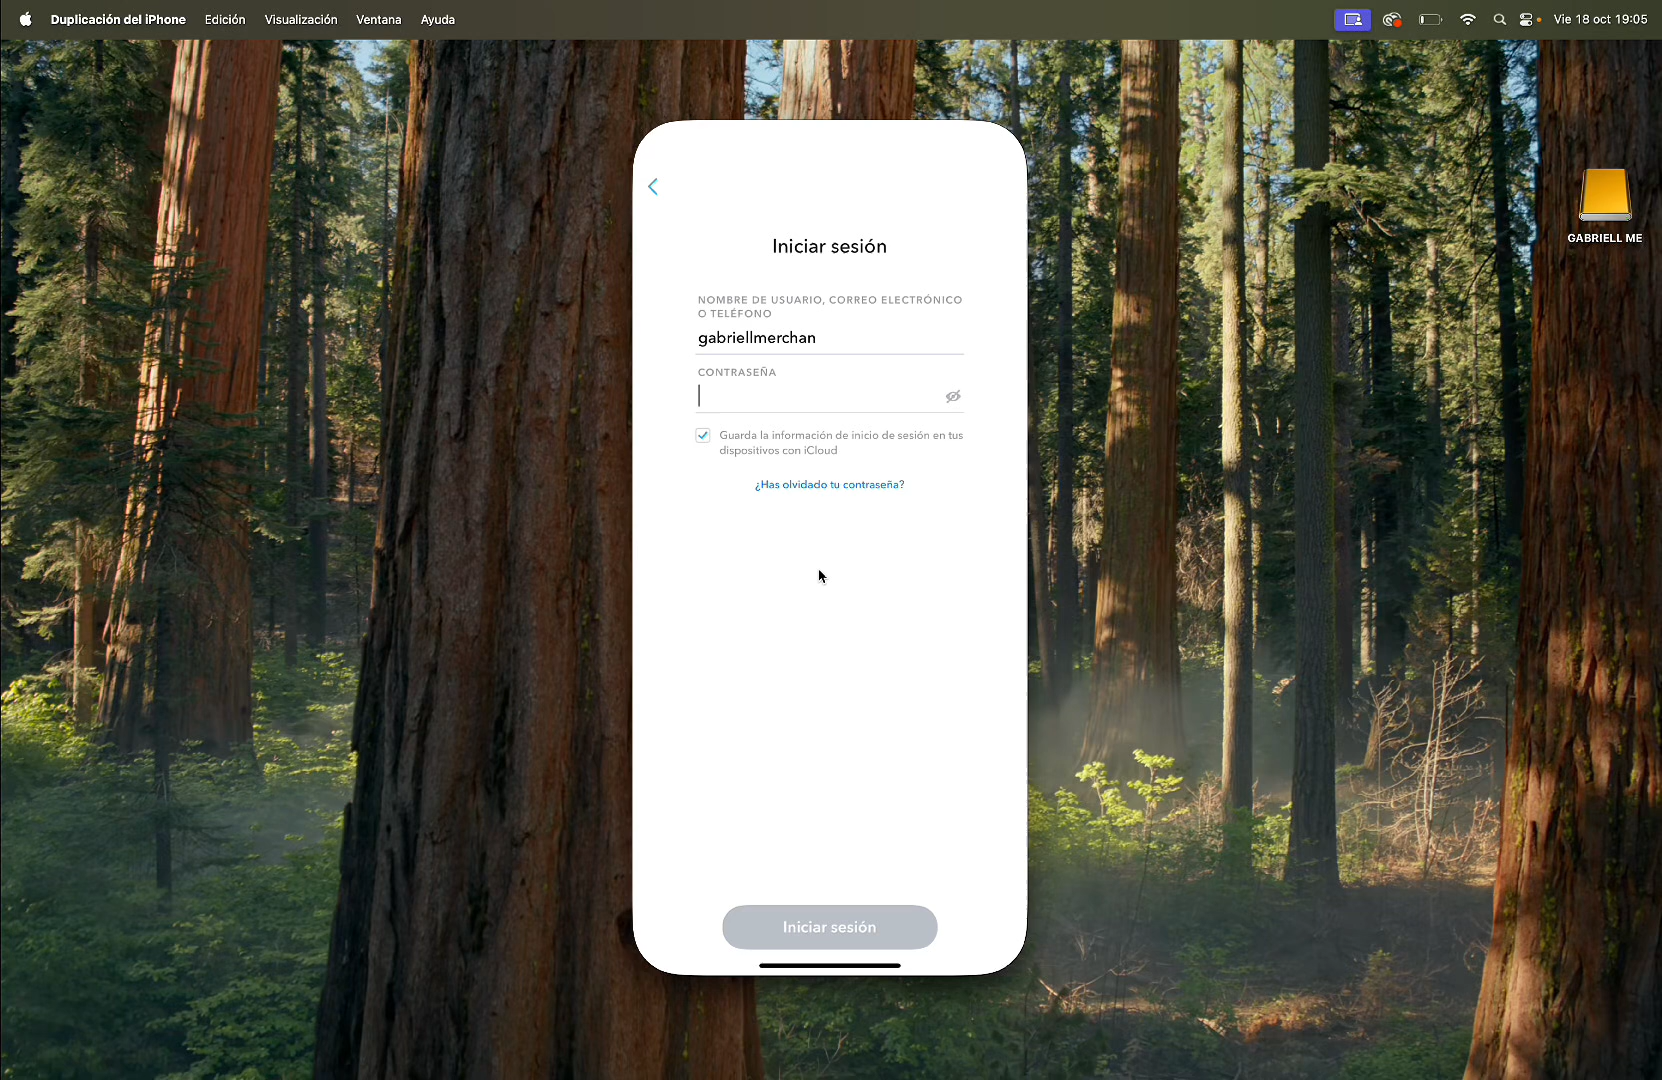 Duplicación del iPhone Edición Visualización Ventana Ayuda Vie 18 oct 19:05
Iniciar sesión
NOMBRE DE USUARIO, CORREO ELECTRÓNICO
O TELÉFONO
gabriellmerchan
CONTRASEÑA
Guarda la información de inicio de sesión en tus
dispositivos con iCloud
¿Has olvidado tu contraseña?
Iniciar sesión
GABRIELL ME